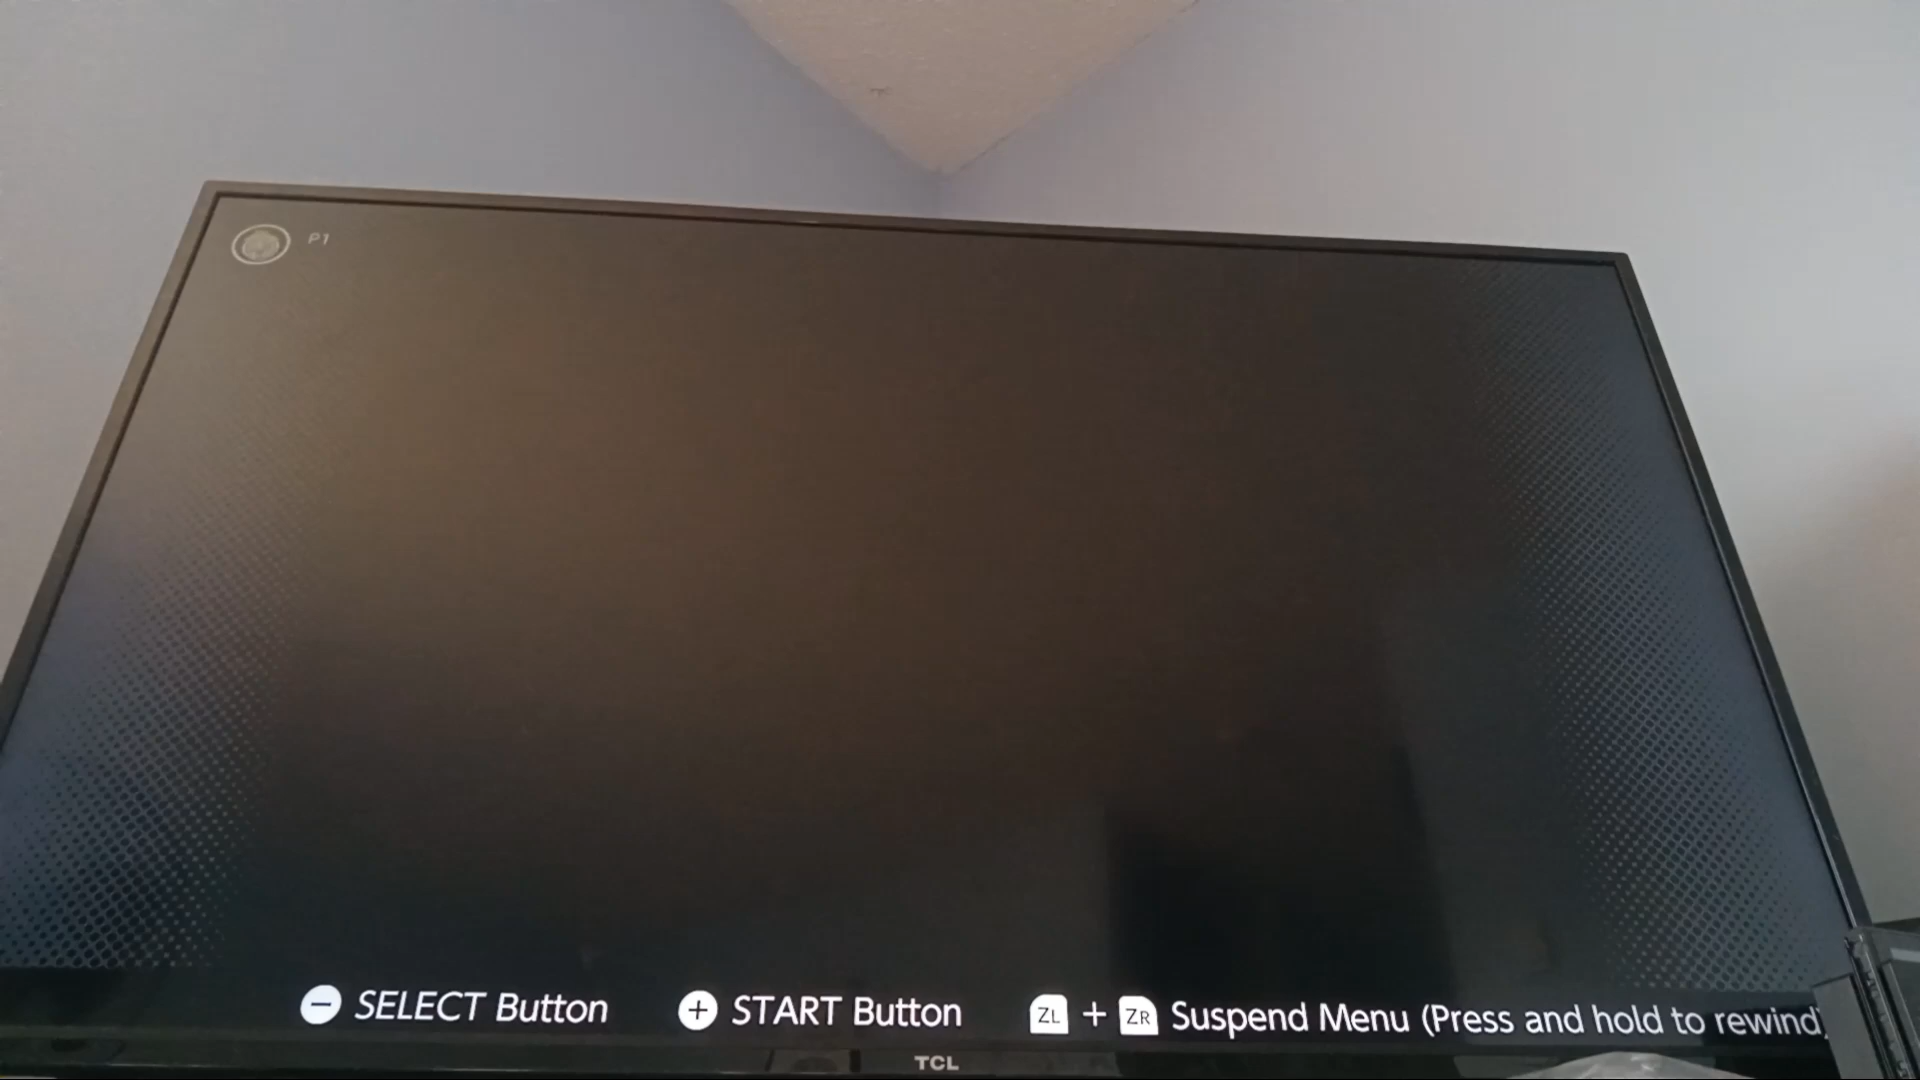 P1
SELECT Button START Button ZL + ZR Suspend Menu (Press and hold to rewind)
TCL